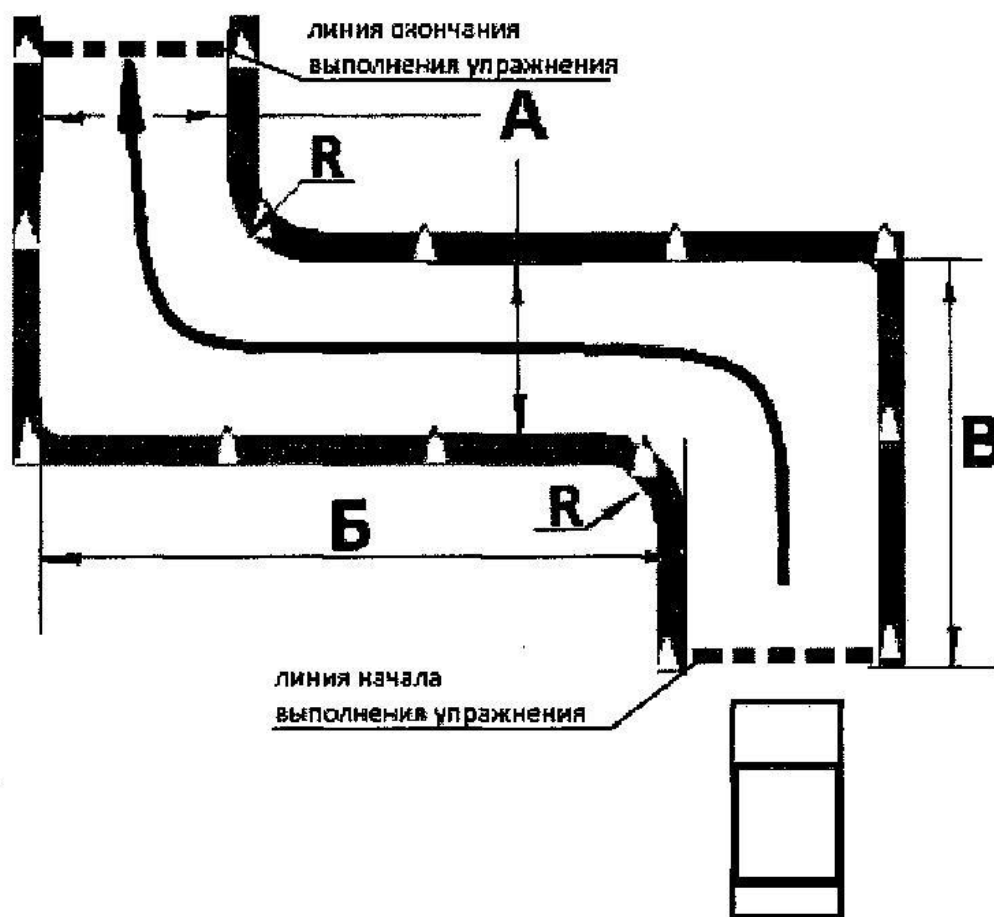 линия окончания
выполнения упражнения
А
R
В
R
Б
линия начала
выполнения упражнения